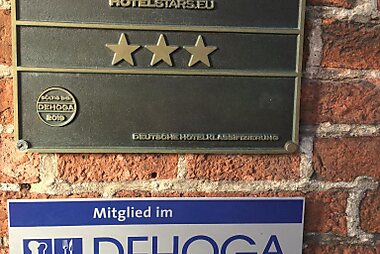 HOTELSTARS.EU
DEHOGA
2019
DEUTSCHE HOTELKLASSIFIZIERUNG
Mitglied im
DEHOGA